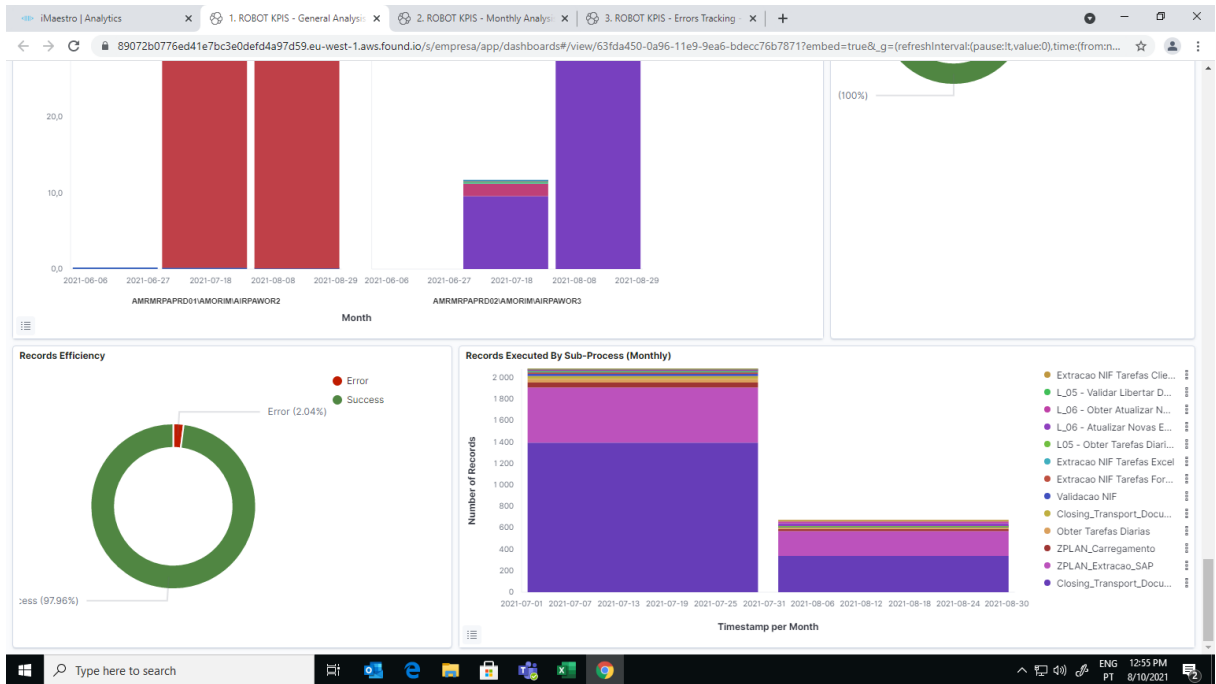 iMaestro | Analytics
1. ROBOT KPIS - General Analysis
2. ROBOT KPIS - Monthly Analysi
3. ROBOT KPIS - Errors Tracking -
89072b0776ed41e7bc3e0defd4a97d59.eu-west-1.aws.found.io/s/empresa/app/dashboards#/view/63fda450-0a96-11e9-9ea6-bdecc76b7871?embed=true&_g=(refreshInterval:(pause:!t,value:0),time:(from:n...
20,0
10,0
0,0
2021-06-06 2021-06-27 2021-07-18 2021-08-08 2021-08-29 2021-06-06 2021-06-27 2021-07-18 2021-08-08 2021-08-29
AMRMRPAPRD01\AMORIM\AIRPAWOR2 AMRMRPAPRD02\AMORIM\AIRPAWOR3
Month
(100%)
Records Efficiency
Error
Success
Error (2.04%)
cess (97.96%)
Records Executed By Sub-Process (Monthly)
Number of Records
2 000
1 800
1 600
1 400
1 200
1 000
800
600
400
200
0
2021-07-01 2021-07-07 2021-07-13 2021-07-19 2021-07-25 2021-07-31 2021-08-06 2021-08-12 2021-08-18 2021-08-24 2021-08-30
Timestamp per Month
Extracao NIF Tarefas Clie...
L_05 - Validar Libertar D...
L_06 - Obter Atualizar N...
L_06 - Atualizar Novas E...
L05 - Obter Tarefas Diari...
Extracao NIF Tarefas Excel
Extracao NIF Tarefas For...
Validacao NIF
Closing_Transport_Docu...
Obter Tarefas Diarias
ZPLAN_Carregamento
ZPLAN_Extracao_SAP
Closing_Transport_Docu...
Type here to search
ENG
PT
12:55 PM
8/10/2021
2